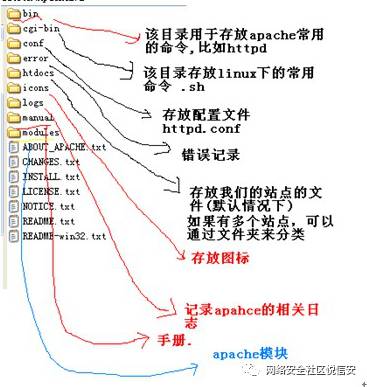 bin
cgi-bin
conf
error
htdocs
icons
logs
manual
modules
ABOUT_APACHE.txt
CHANGES.txt
INSTALL.txt
LICENSE.txt
NOTICE.txt
README.txt
README-win32.txt
该目录用于存放apache常用
的命令,比如httpd
该目录存放linux下的常用
命令 .sh
存放配置文件
httpd.conf
错误记录
存放我们的站点的文
件(默认情况下)
如果有多个站点，可以
通过文件夹来分类
存放图标
记录apahce的相关日
志
手册.
apache模块
网络安全社区说信安